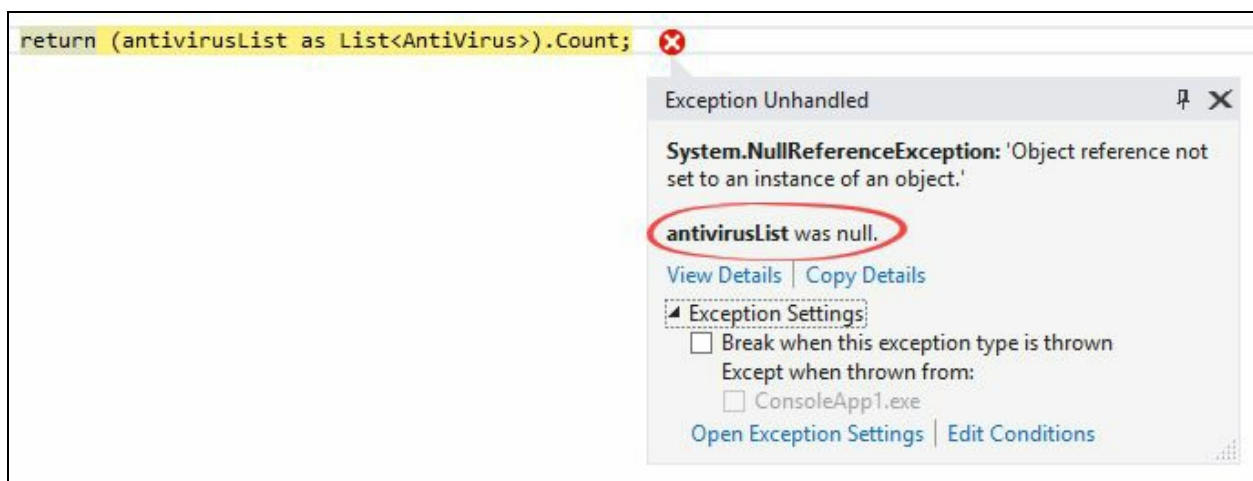 return (antivirusList as List<AntiVirus>).Count;
Exception Unhandled
System.NullReferenceException: 'Object reference not
set to an instance of an object.'
antivirusList was null.
View Details | Copy Details
Exception Settings
Break when this exception type is thrown
Except when thrown from:
ConsoleApp1.exe
Open Exception Settings | Edit Conditions